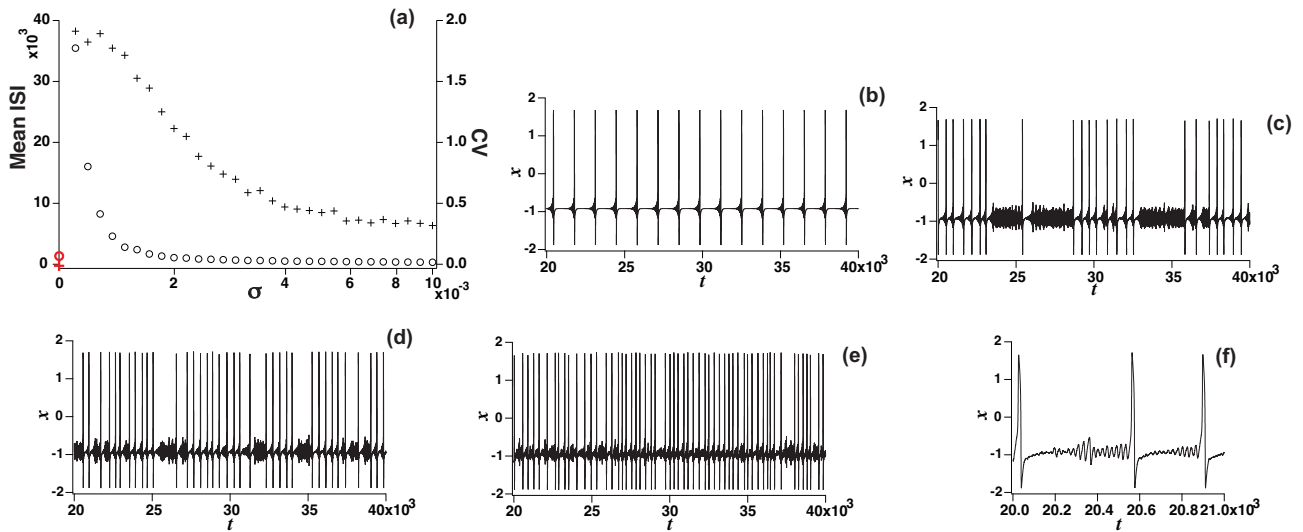 (a)
40
x10³
30
20
10
0
Mean ISI
2.0
1.5
1.0
0.5
0.0
CV
0
2
4
6
8
10
x10⁻³
σ
(b)
2
1
0
-1
-2
x
20
25
30
35
40x10³
t
(c)
2
1
0
-1
-2
x
20
25
30
35
40x10³
t
(d)
2
1
0
-1
-2
x
20
25
30
35
40x10³
t
(e)
2
1
0
-1
-2
x
20
25
30
35
40x10³
t
(f)
2
1
0
-1
-2
x
20.0
20.2
20.4
20.6
20.8
21.0x10³
t